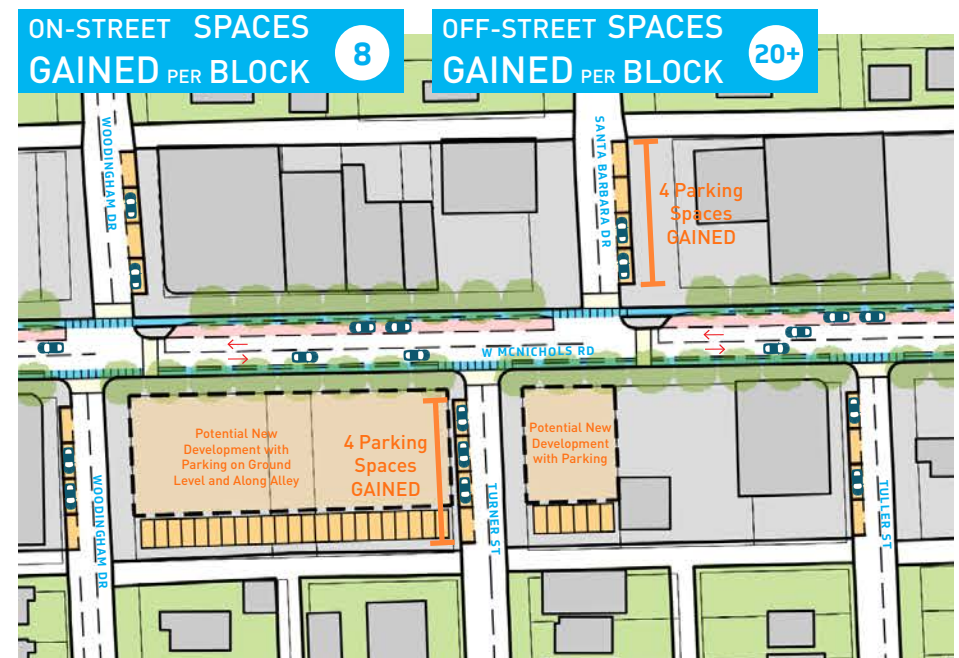 ON-STREET SPACES
GAINED PER BLOCK
8
OFF-STREET SPACES
GAINED PER BLOCK
20+
WOODINGHAM DR
SANTA BARBARA DR
4 Parking
Spaces
GAINED
W MCNICHOLS RD
Potential New
Development with
Parking on Ground
Level and Along Alley
4 Parking
Spaces
GAINED
Potential New
Development
with Parking
WOODINGHAM DR
TURNER ST
TULLER ST